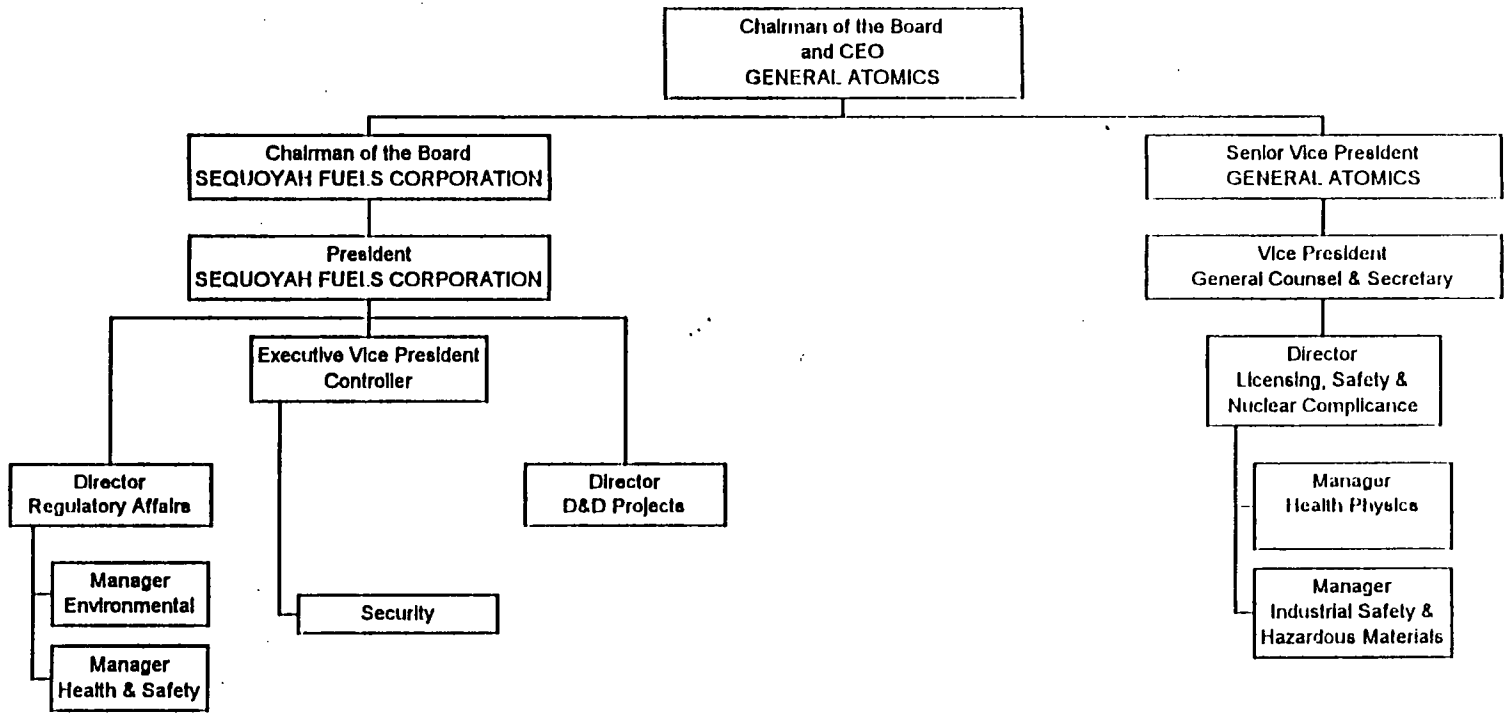 Chairman of the Board
and CEO
GENERAL ATOMICS
Chairman of the Board
SEQUOYAH FUELS CORPORATION
Senior Vice President
GENERAL ATOMICS
President
SEQUOYAH FUELS CORPORATION
Vice President
General Counsel & Secretary
Executive Vice President
Controller
Director
Licensing, Safety &
Nuclear Complicance
Director
Regulatory Affairs
Director
D&D Projects
Manager
Health Physics
Manager
Environmental
Security
Manager
Industrial Safety &
Hazardous Materials
Manager
Health & Safety